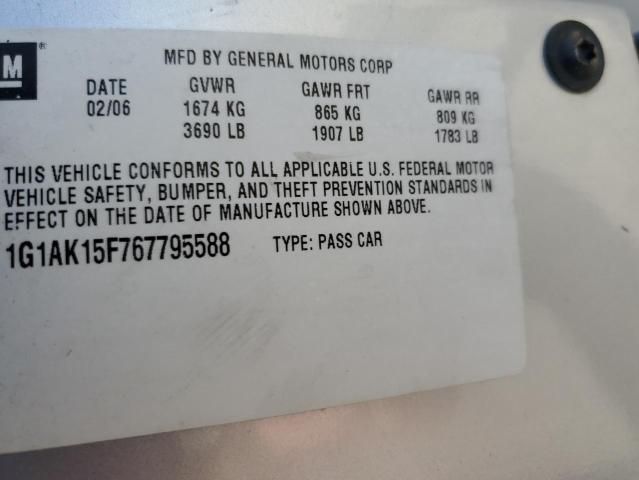 M ®
MFD BY GENERAL MOTORS CORP
DATE GVWR GAWR FRT GAWR RR
02/06 1674 KG 865 KG 809 KG
3690 LB 1907 LB 1783 LB
THIS VEHICLE CONFORMS TO ALL APPLICABLE U.S. FEDERAL MOTOR
VEHICLE SAFETY, BUMPER, AND THEFT PREVENTION STANDARDS IN
EFFECT ON THE DATE OF MANUFACTURE SHOWN ABOVE.
1G1AK15F767795588 TYPE: PASS CAR